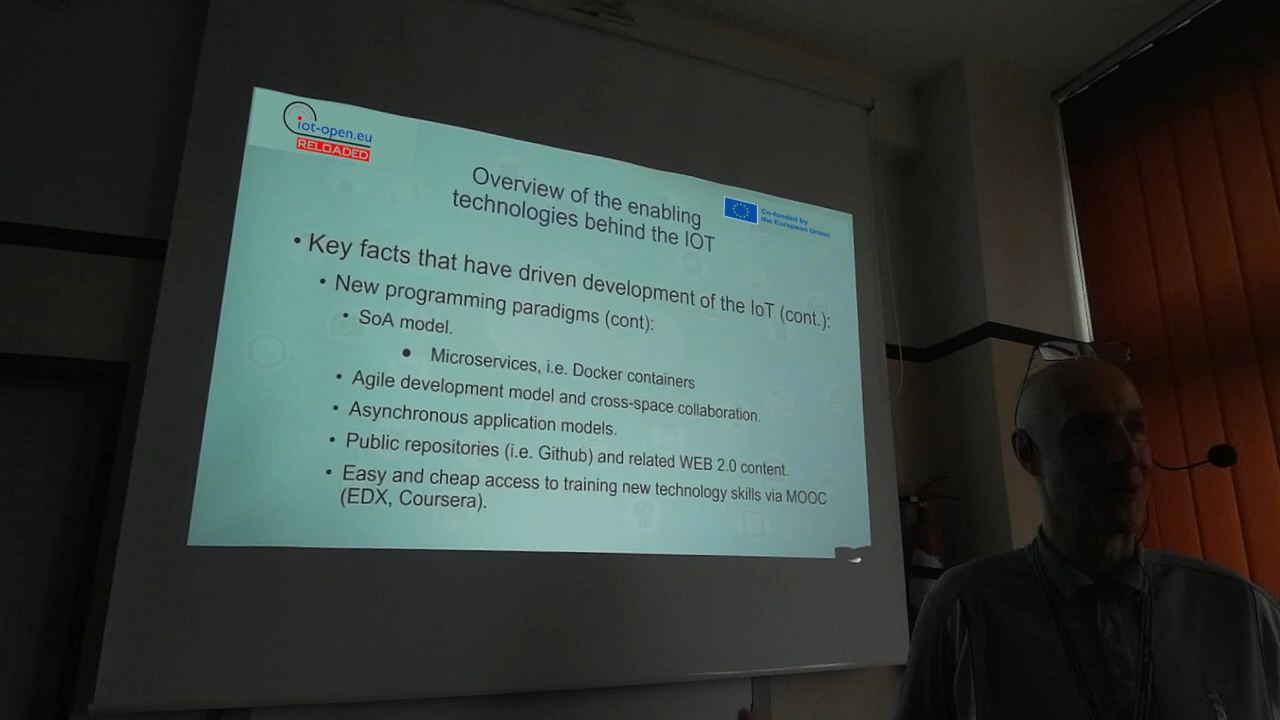 iot-open.eu
RELOADED
Overview of the enabling
technologies behind the IOT
Co-funded by
the European Union
• Key facts that have driven development of the IoT (cont.):
• New programming paradigms (cont):
• SoA model.
● Microservices, i.e. Docker containers
• Agile development model and cross-space collaboration.
• Asynchronous application models.
• Public repositories (i.e. Github) and related WEB 2.0 content.
• Easy and cheap access to training new technology skills via MOOC
(EDX, Coursera).